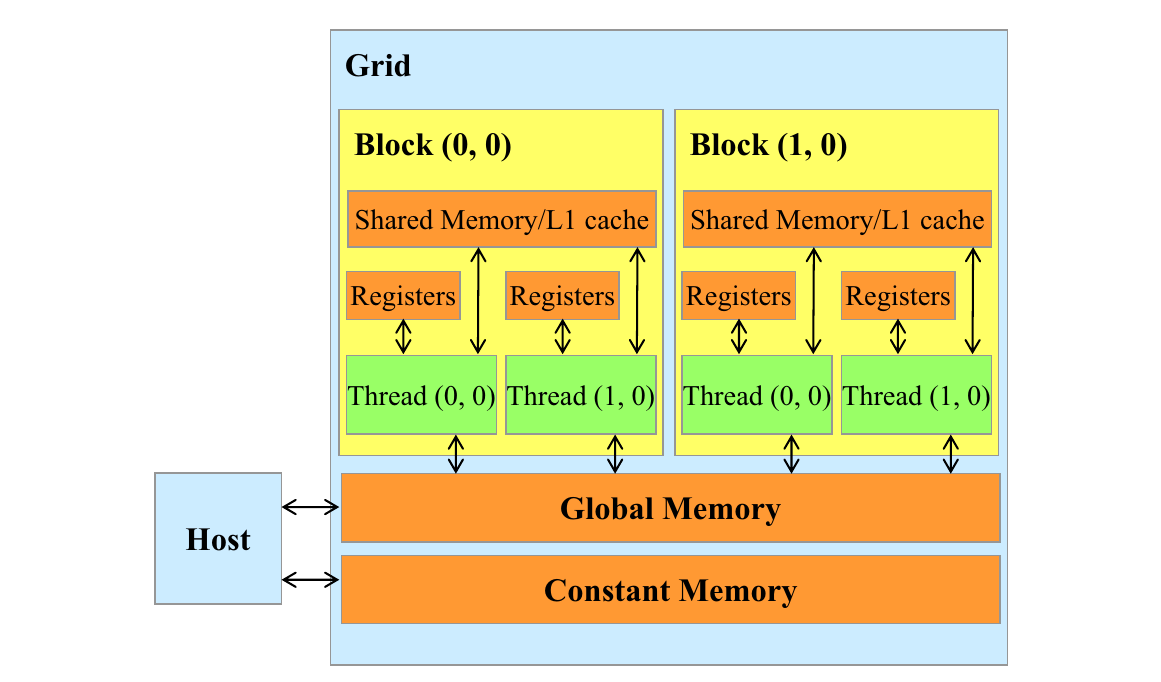 Grid
Block (0, 0)
Block (1, 0)
Shared Memory/L1 cache
Shared Memory/L1 cache
Registers
Registers
Registers
Registers
Thread (0, 0)
Thread (1, 0)
Thread (0, 0)
Thread (1, 0)
Global Memory
Host
Constant Memory